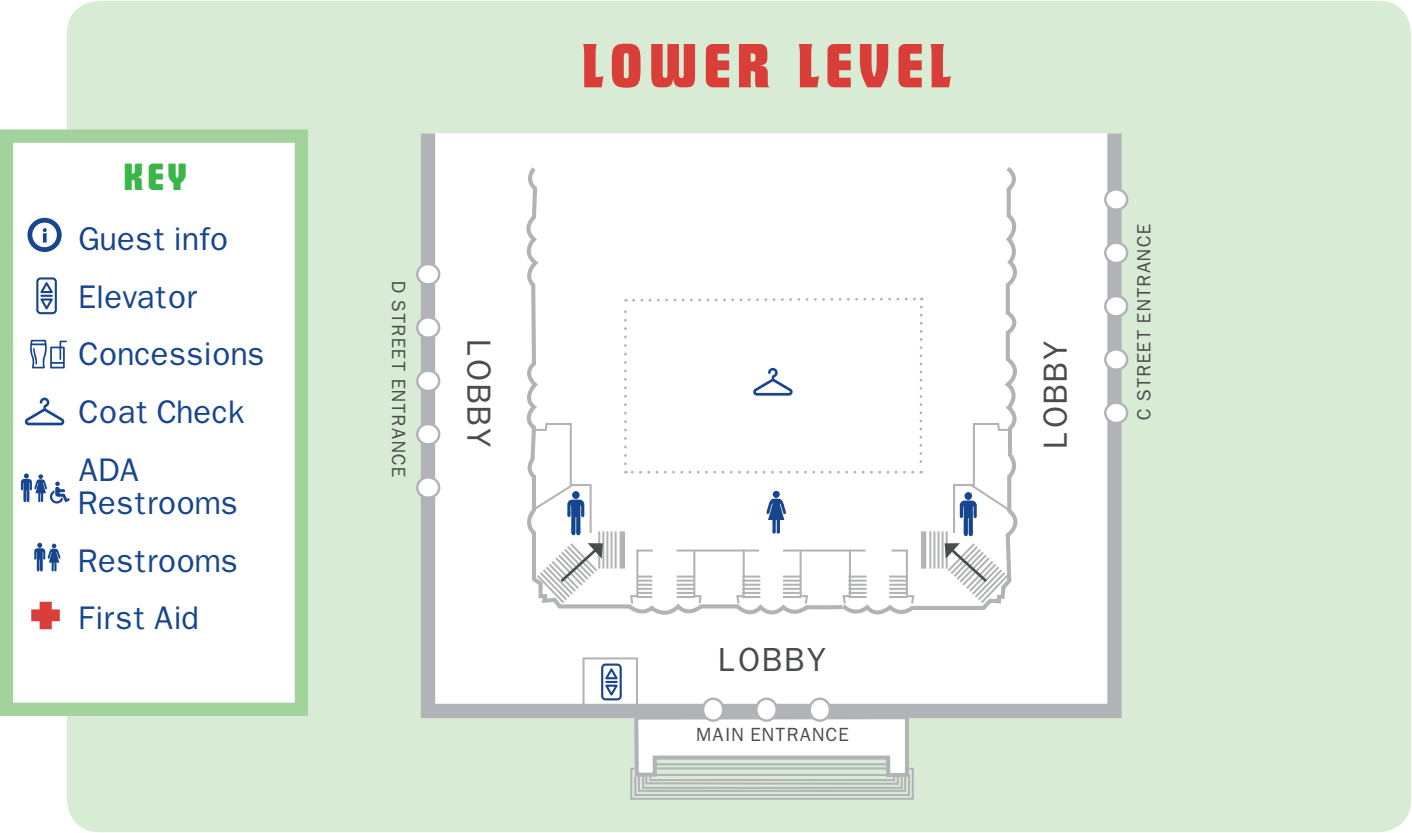 LOWER LEVEL
KEY
Guest info
Elevator
Concessions
Coat Check
ADA
Restrooms
Restrooms
First Aid
D STREET ENTRANCE
LOBBY
LOBBY
C STREET ENTRANCE
LOBBY
MAIN ENTRANCE